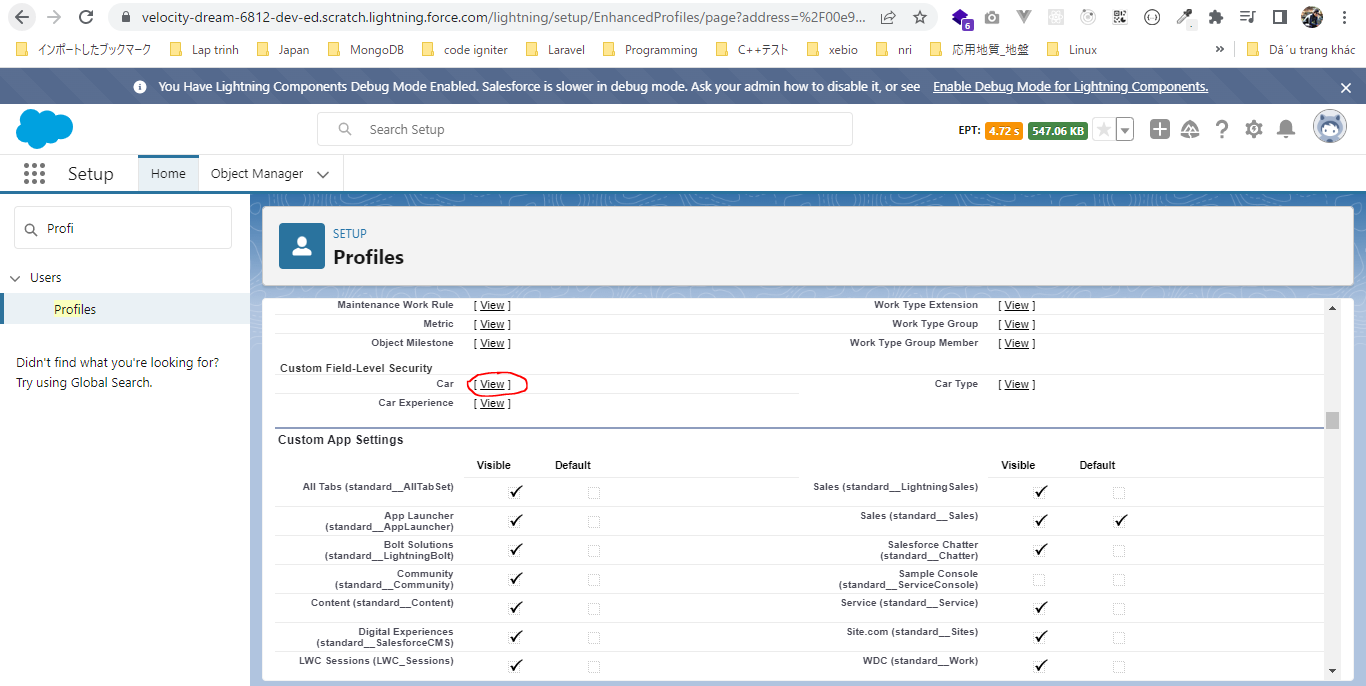 velocity-dream-6812-dev-ed.scratch.lightning.force.com/lightning/setup/EnhancedProfiles/page?address=%2F00e9...
6
インポートしたブックマーク Lap trinh Japan MongoDB code igniter Laravel Programming C++テスト xebio nri 応用地質_地盤 Linux » Dấu trang khác
You Have Lightning Components Debug Mode Enabled. Salesforce is slower in debug mode. Ask your admin how to disable it, or see Enable Debug Mode for Lightning Components.
Search Setup
EPT: 4.72 s 547.06 KB
Setup Home Object Manager
Profi
Users
Profiles
Didn't find what you're looking for?
Try using Global Search.
SETUP
Profiles
Maintenance Work Rule [ View ] Work Type Extension [ View ]
Metric [ View ] Work Type Group [ View ]
Object Milestone [ View ] Work Type Group Member [ View ]
Custom Field-Level Security
Car [ View ] Car Type [ View ]
Car Experience [ View ]
Custom App Settings
Visible Default Visible Default
All Tabs (standard__AllTabSet) Sales (standard__LightningSales)
App Launcher
(standard__AppLauncher)
Sales (standard__Sales)
Bolt Solutions
(standard__LightningBolt)
Salesforce Chatter
(standard__Chatter)
Community
(standard__Community)
Sample Console
(standard__ServiceConsole)
Content (standard__Content) Service (standard__Service)
Digital Experiences
(standard__SalesforceCMS)
Site.com (standard__Sites)
LWC Sessions (LWC_Sessions) WDC (standard__Work)